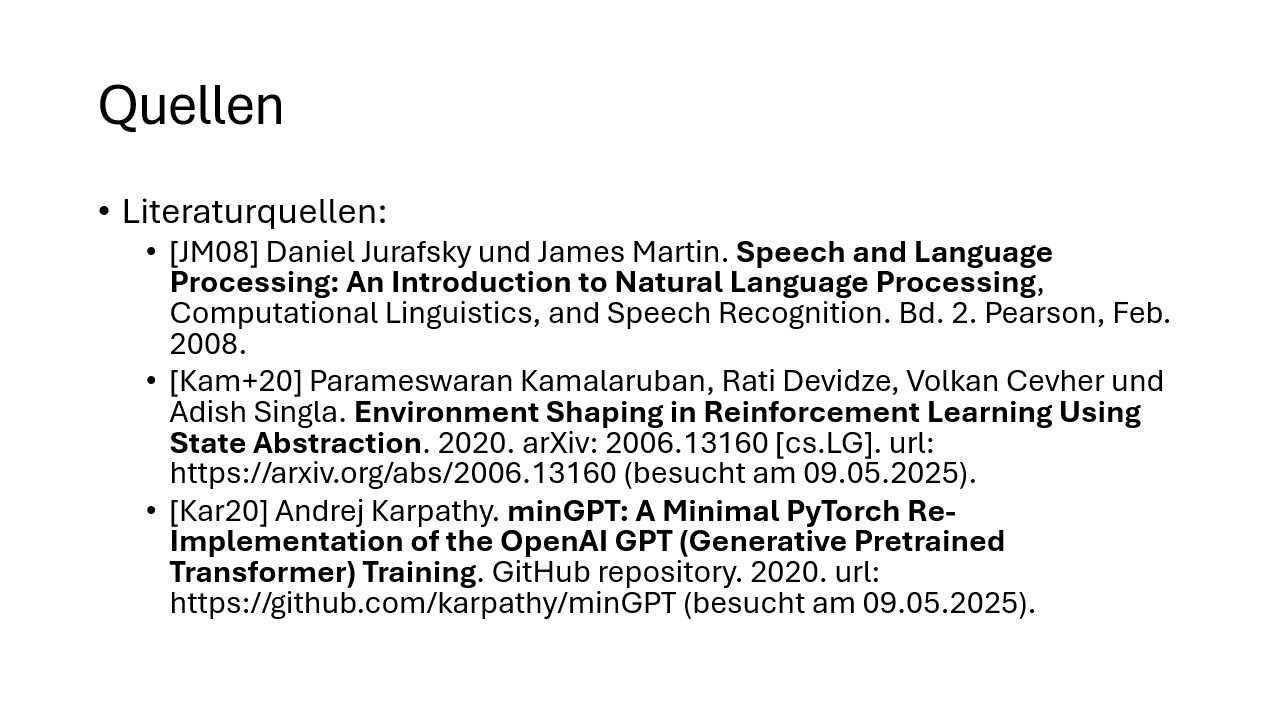 Quellen
• Literaturquellen:
• [JM08] Daniel Jurafsky und James Martin. Speech and Language
Processing: An Introduction to Natural Language Processing,
Computational Linguistics, and Speech Recognition. Bd. 2. Pearson, Feb.
2008.
• [Kam+20] Parameswaran Kamalaruban, Rati Devidze, Volkan Cevher und
Adish Singla. Environment Shaping in Reinforcement Learning Using
State Abstraction. 2020. arXiv: 2006.13160 [cs.LG]. url:
https://arxiv.org/abs/2006.13160 (besucht am 09.05.2025).
• [Kar20] Andrej Karpathy. minGPT: A Minimal PyTorch Re-
Implementation of the OpenAI GPT (Generative Pretrained
Transformer) Training. GitHub repository. 2020. url:
https://github.com/karpathy/minGPT (besucht am 09.05.2025).